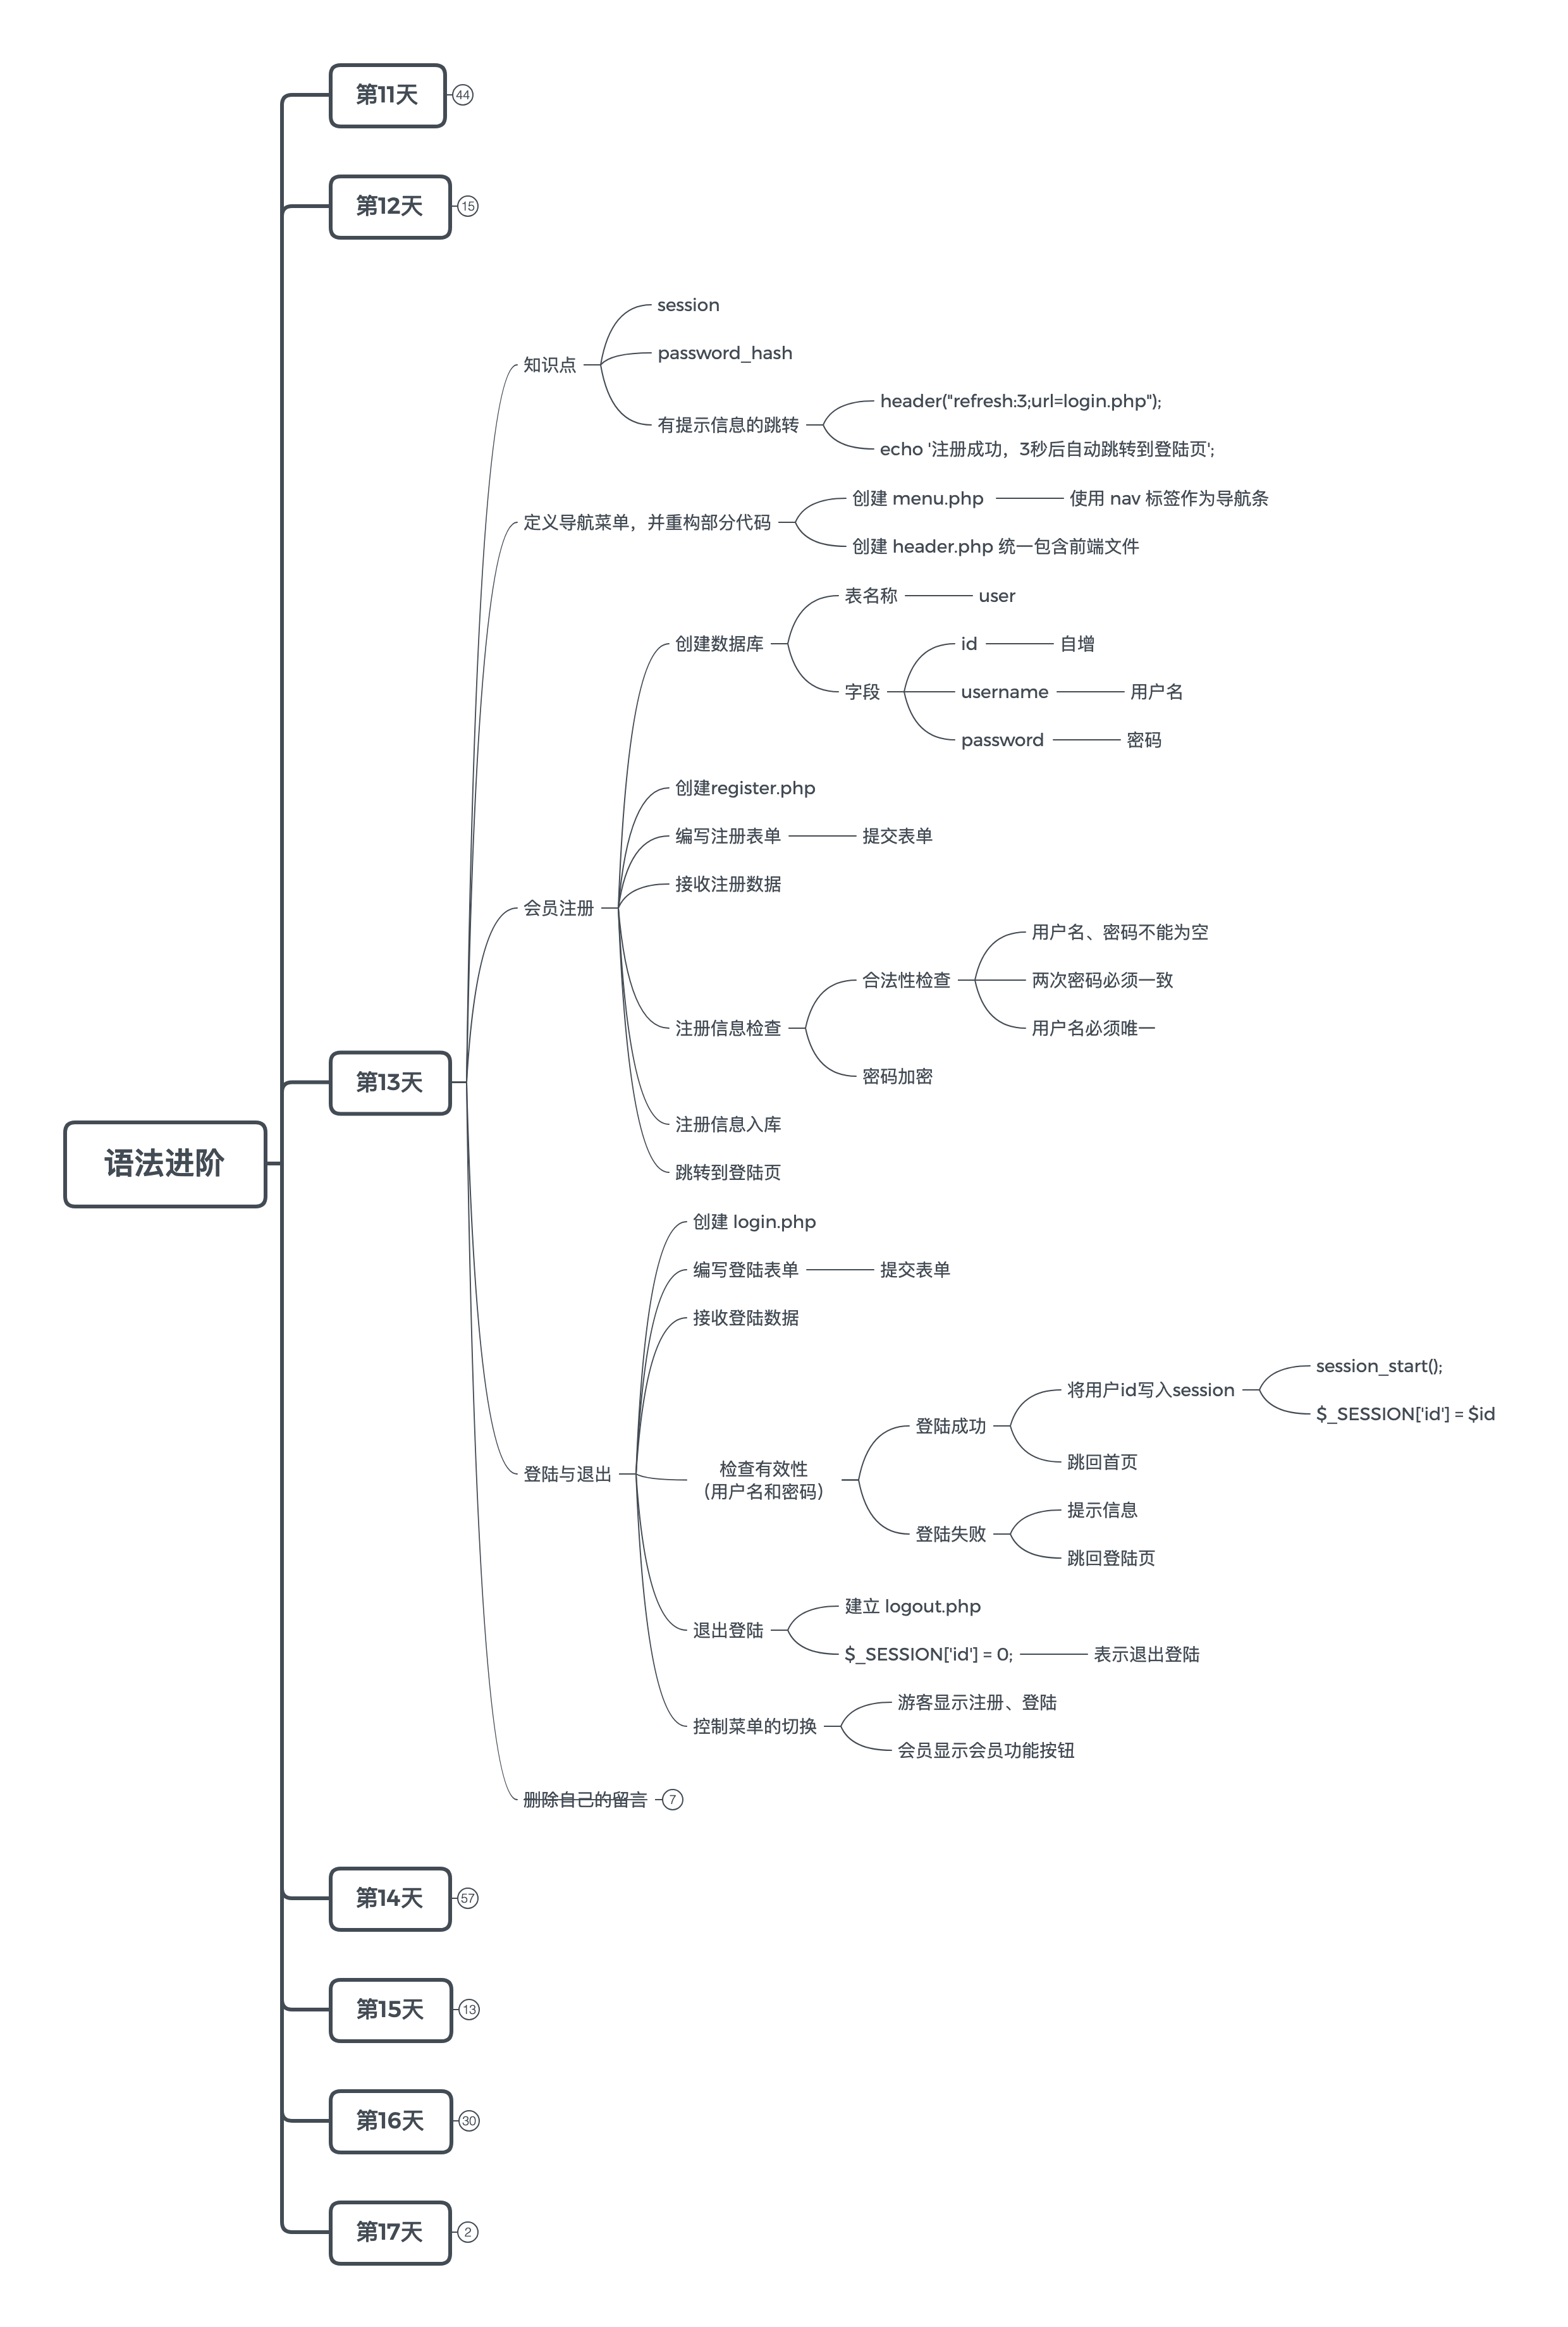 语法进阶
第11天
44
第12天
15
第13天
知识点
session
password_hash
有提示信息的跳转
header("refresh:3;url=login.php");
echo '注册成功，3秒后自动跳转到登陆页';
定义导航菜单，并重构部分代码
创建 menu.php
使用 nav 标签作为导航条
创建 header.php 统一包含前端文件
会员注册
创建数据库
表名称
user
字段
id
自增
username
用户名
password
密码
创建register.php
编写注册表单
提交表单
接收注册数据
注册信息检查
合法性检查
用户名、密码不能为空
两次密码必须一致
用户名必须唯一
密码加密
注册信息入库
跳转到登陆页
登陆与退出
创建 login.php
编写登陆表单
提交表单
接收登陆数据
检查有效性
（用户名和密码）
登陆成功
将用户id写入session
session_start();
$_SESSION['id'] = $id
跳回首页
登陆失败
提示信息
跳回登陆页
退出登陆
建立 logout.php
$_SESSION['id'] = 0;
表示退出登陆
控制菜单的切换
游客显示注册、登陆
会员显示会员功能按钮
删除自己的留言
7
第14天
57
第15天
13
第16天
30
第17天
2